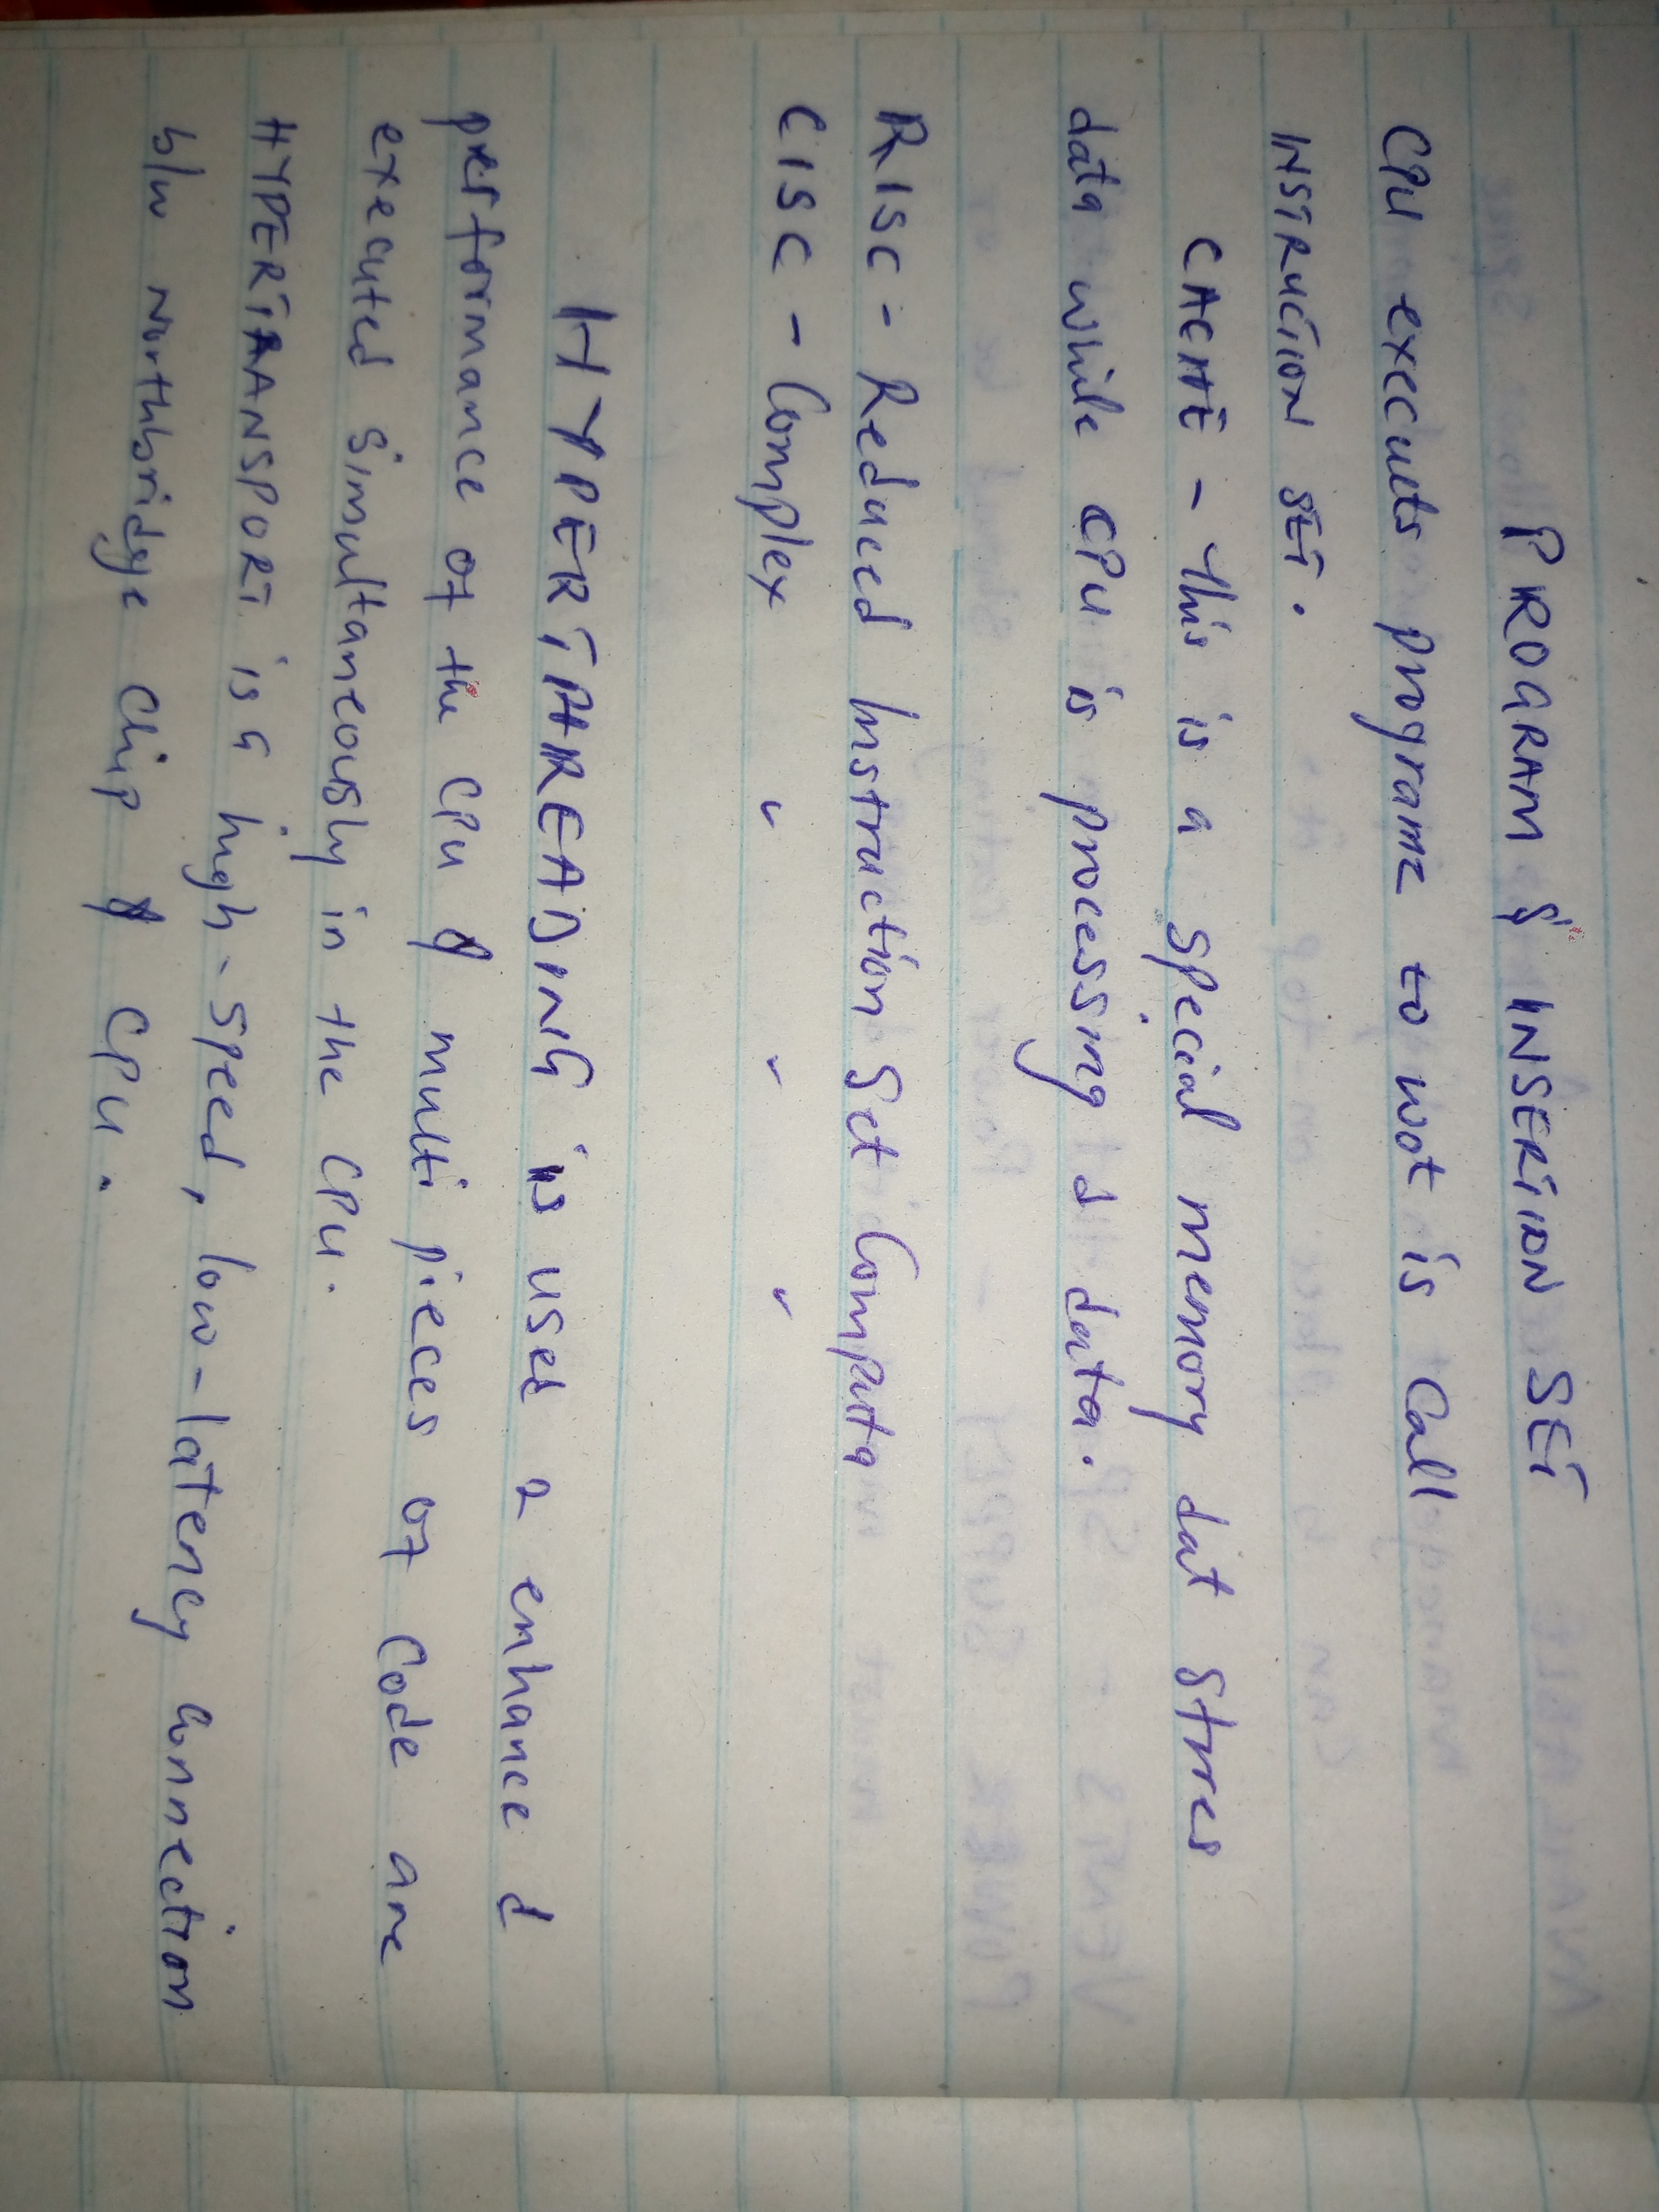 PROGRAM & INSERTION SET
CPU execuets programz to wot is Call
INSTRUCTION SET.
CACHE - This is a special memory dat stores
data while CPU is processing d data.
RISC - Reduced Instruction Set Computa
CISC - Complex " " "
HYPERTHREADING is used 2 enhance d
performance of the CPU & multi pieces of code are
executed simultaneously in the CPU.
HYPERTRANSPORT is a high-speed, low-latency connection
b/w Northbridge Chip & CPU.